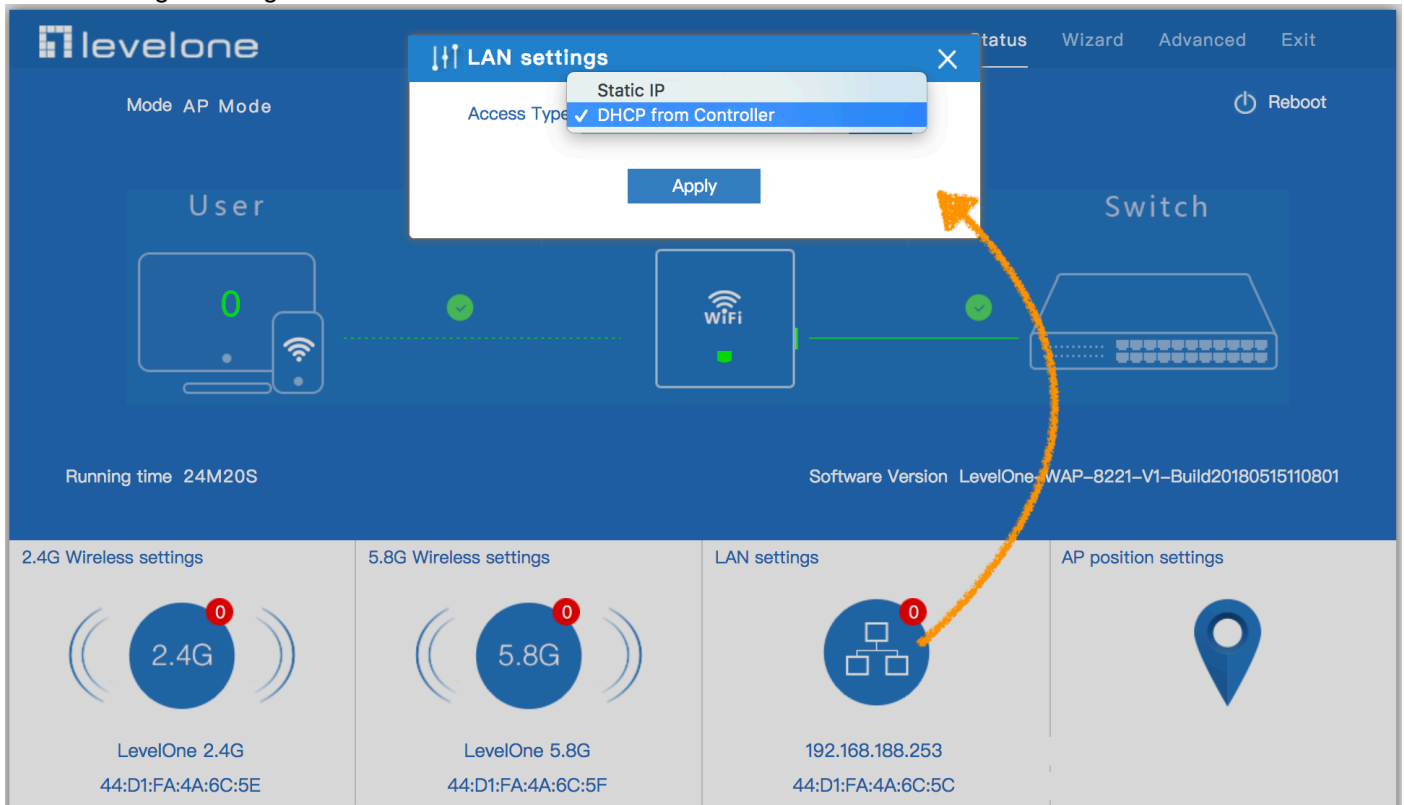 levelone
LAN settings
Status Wizard Advanced Exit
Mode AP Mode
Access Type
Static IP
✓ DHCP from Controller
Reboot
Apply
User
Switch
0
WiFi
Running time 24M20S
Software Version LevelOne-WAP-8221-V1-Build20180515110801
2.4G Wireless settings
5.8G Wireless settings
LAN settings
AP position settings
0
2.4G
0
5.8G
0
LevelOne 2.4G
LevelOne 5.8G
192.168.188.253
44:D1:FA:4A:6C:5E
44:D1:FA:4A:6C:5F
44:D1:FA:4A:6C:5C